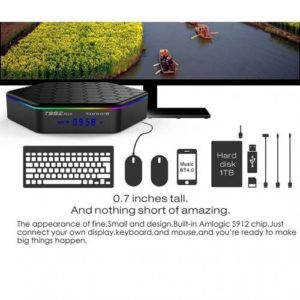 T95Z Plus
09:58
Music
BT4.0
Hard
disk
1TB
0.7 inches tall.
And nothing short of amazing.
The appearance of fine,Small and design,Built-in Amlogic S912 chip.Just
connect your own display,keyboard,and mouse,and you're ready to make
big things happen.